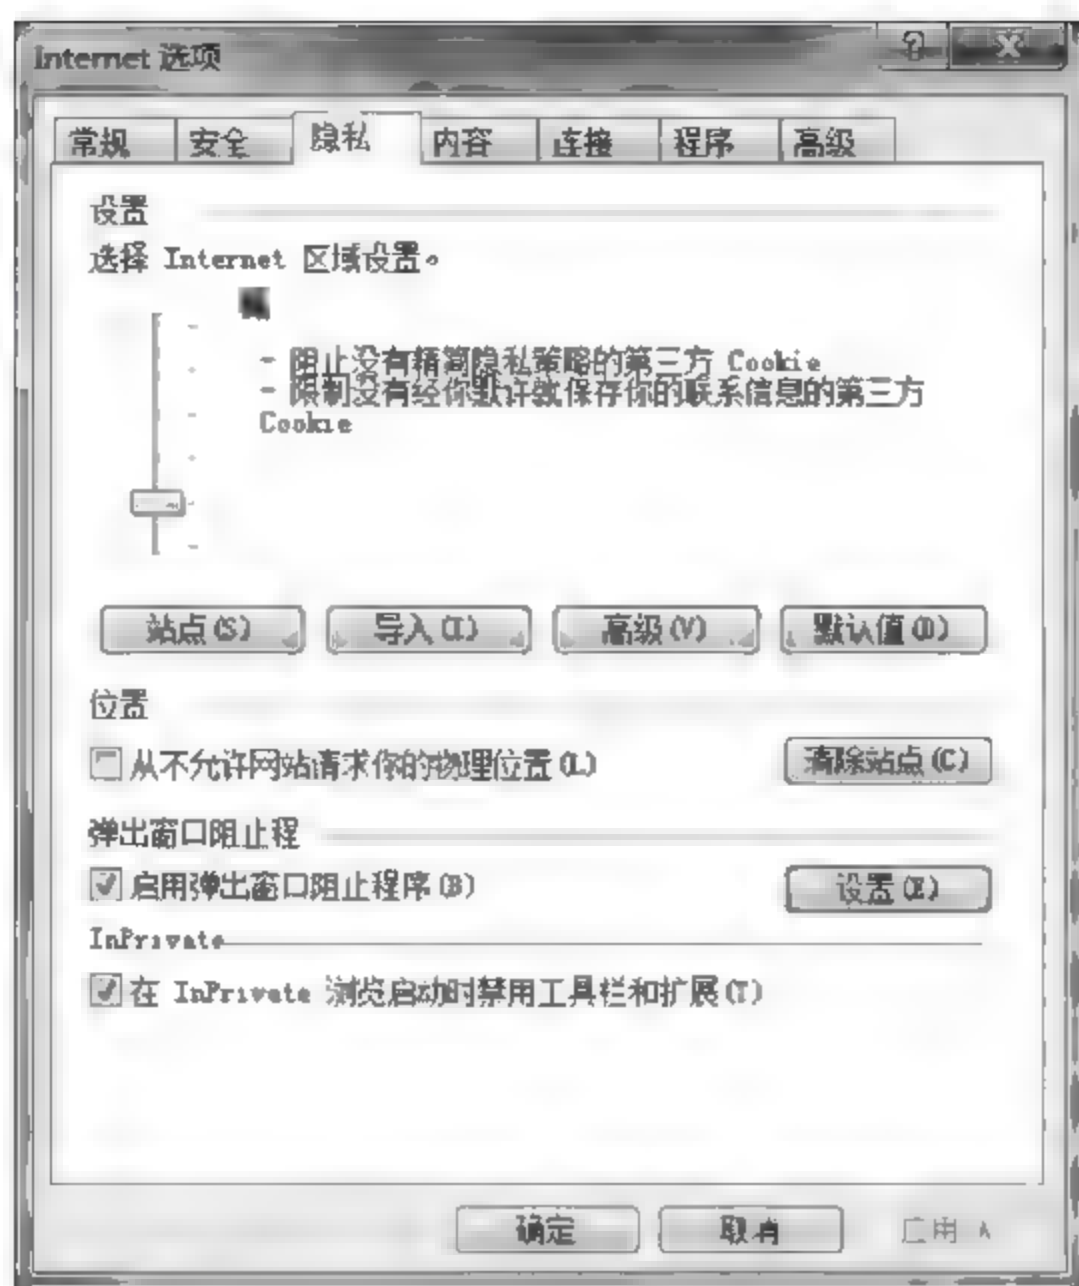 Internet 选项
常规 安全 隐私 内容 连接 程序 高级
设置
选择 Internet 区域设置。
低
- 阻止没有精简隐私策略的第三方 Cookie
- 限制没有经你默许就保存你的联系信息的第三方
Cookie
站点(S) 导入(I) 高级(V) 默认值(D)
位置
从不允许网站请求你的物理位置(L) 清除站点(C)
弹出窗口阻止程
启用弹出窗口阻止程序(B) 设置(E)
InPrivate
在 InPrivate 浏览启动时禁用工具栏和扩展(T)
确定 取消 应用 A